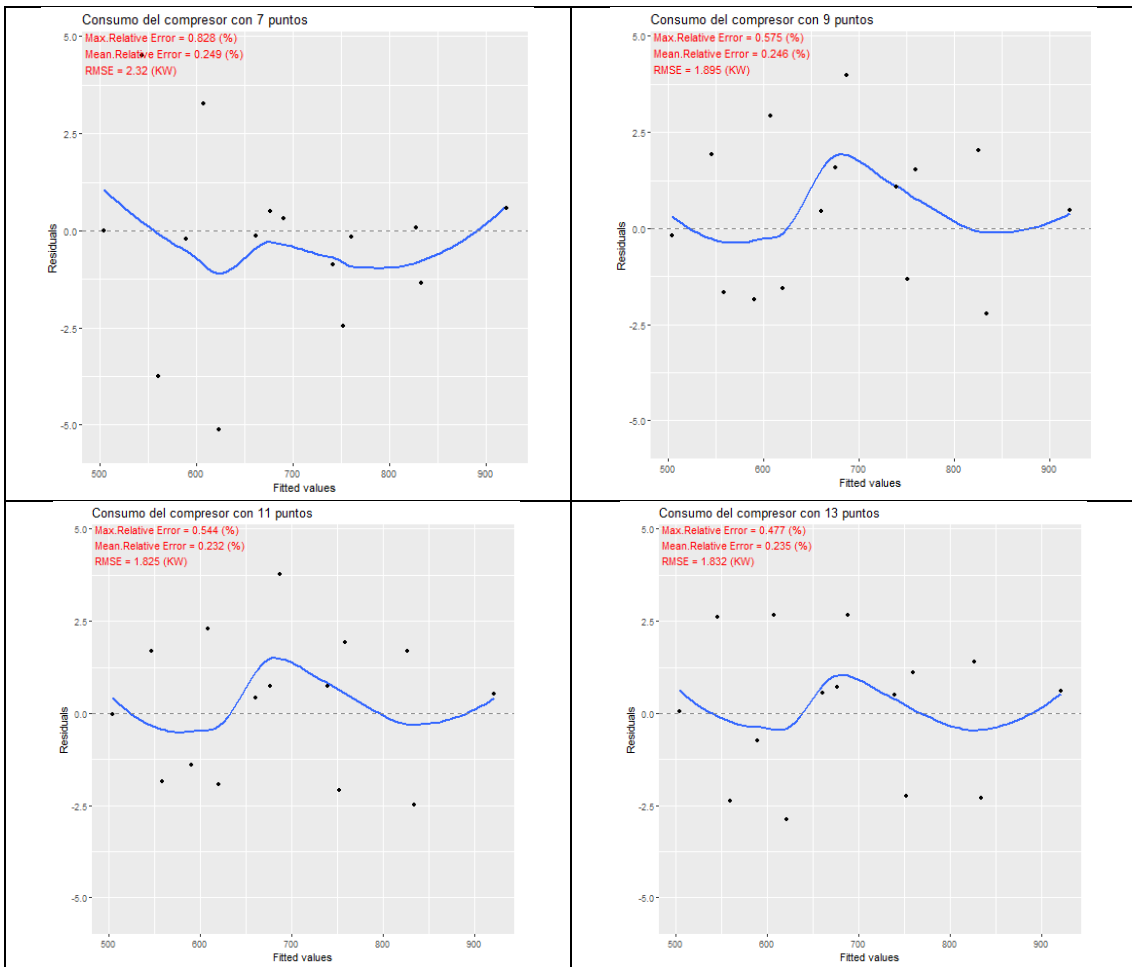 Consumo del compresor con 7 puntos
Max.Relative Error = 0.828 (%)
Mean.Relative Error = 0.249 (%)
RMSE = 2.32 (KW)
5.0
2.5
0.0
-2.5
-5.0
Residuals
500 600 700 800 900
Fitted values
Consumo del compresor con 9 puntos
Max.Relative Error = 0.575 (%)
Mean.Relative Error = 0.246 (%)
RMSE = 1.895 (KW)
5.0
2.5
0.0
-2.5
-5.0
Residuals
500 600 700 800 900
Fitted values
Consumo del compresor con 11 puntos
Max.Relative Error = 0.544 (%)
Mean.Relative Error = 0.232 (%)
RMSE = 1.825 (KW)
5.0
2.5
0.0
-2.5
-5.0
Residuals
500 600 700 800 900
Fitted values
Consumo del compresor con 13 puntos
Max.Relative Error = 0.477 (%)
Mean.Relative Error = 0.235 (%)
RMSE = 1.832 (KW)
5.0
2.5
0.0
-2.5
-5.0
Residuals
500 600 700 800 900
Fitted values